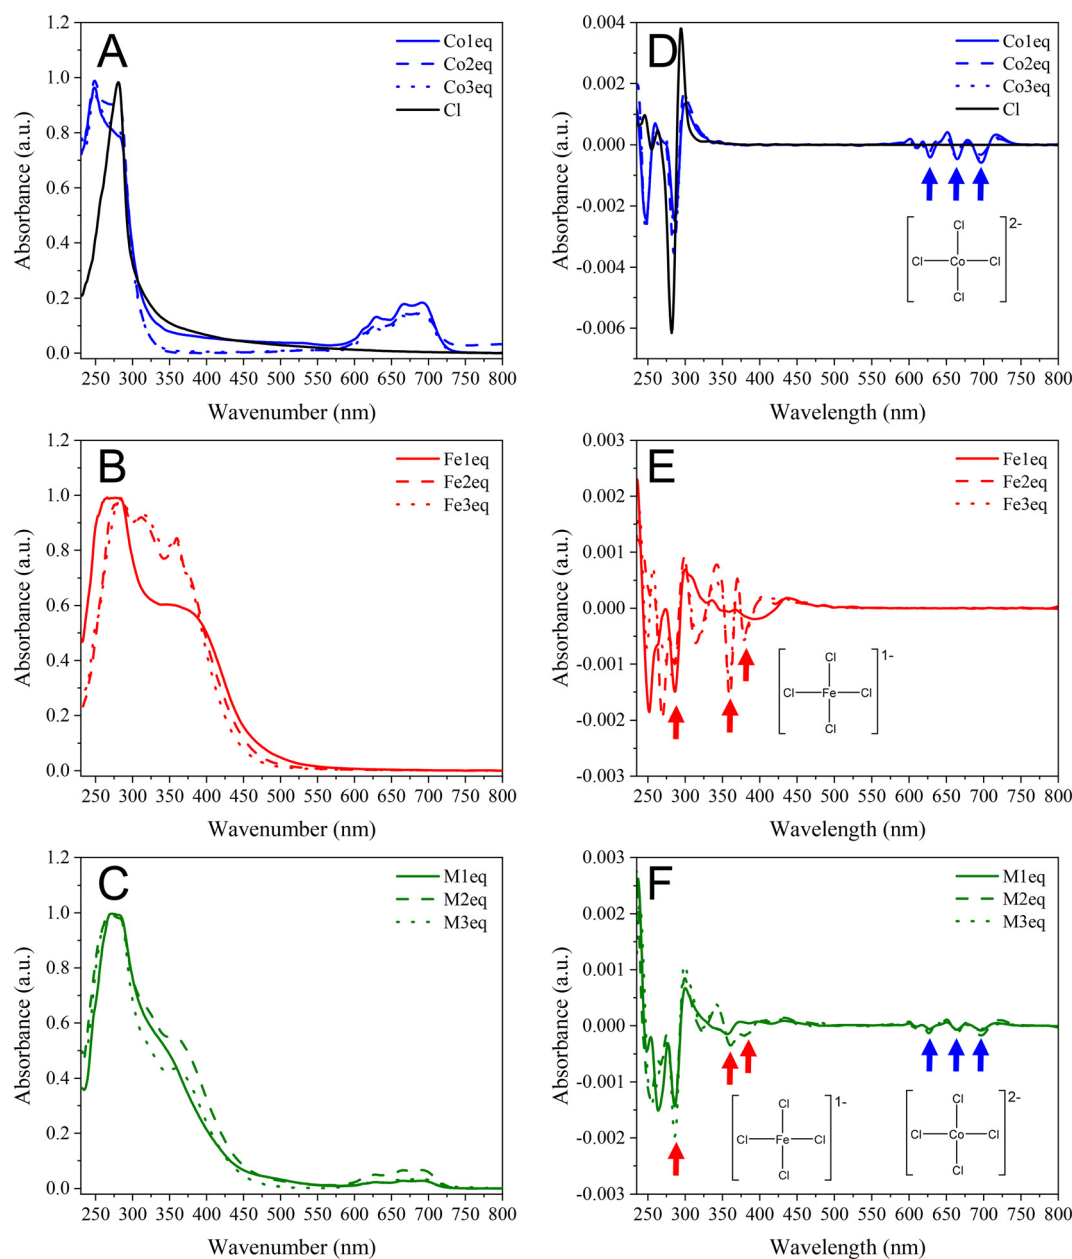 A
Co1eq
Co2eq
Co3eq
Cl
Absorbance (a.u.)
1.2
1.0
0.8
0.6
0.4
0.2
0.0
250 300 350 400 450 500 550 600 650 700 750 800
Wavenumber (nm)
D
Co1eq
Co2eq
Co3eq
Cl
Absorbance (a.u.)
0.004
0.002
0.000
-0.002
-0.004
-0.006
Cl
Cl Co Cl
Cl
2-
250 300 350 400 450 500 550 600 650 700 750 800
Wavelength (nm)
B
Fe1eq
Fe2eq
Fe3eq
Absorbance (a.u.)
1.2
1.0
0.8
0.6
0.4
0.2
0.0
250 300 350 400 450 500 550 600 650 700 750 800
Wavenumber (nm)
E
Fe1eq
Fe2eq
Fe3eq
Absorbance (a.u.)
0.003
0.002
0.001
0.000
-0.001
-0.002
-0.003
Cl
Cl Fe Cl
Cl
1-
250 300 350 400 450 500 550 600 650 700 750 800
Wavelength (nm)
C
M1eq
M2eq
M3eq
Absorbance (a.u.)
1.2
1.0
0.8
0.6
0.4
0.2
0.0
250 300 350 400 450 500 550 600 650 700 750 800
Wavenumber (nm)
F
M1eq
M2eq
M3eq
Absorbance (a.u.)
0.003
0.002
0.001
0.000
-0.001
-0.002
-0.003
Cl
Cl Fe Cl
Cl
1-
Cl
Cl Co Cl
Cl
2-
250 300 350 400 450 500 550 600 650 700 750 800
Wavelength (nm)